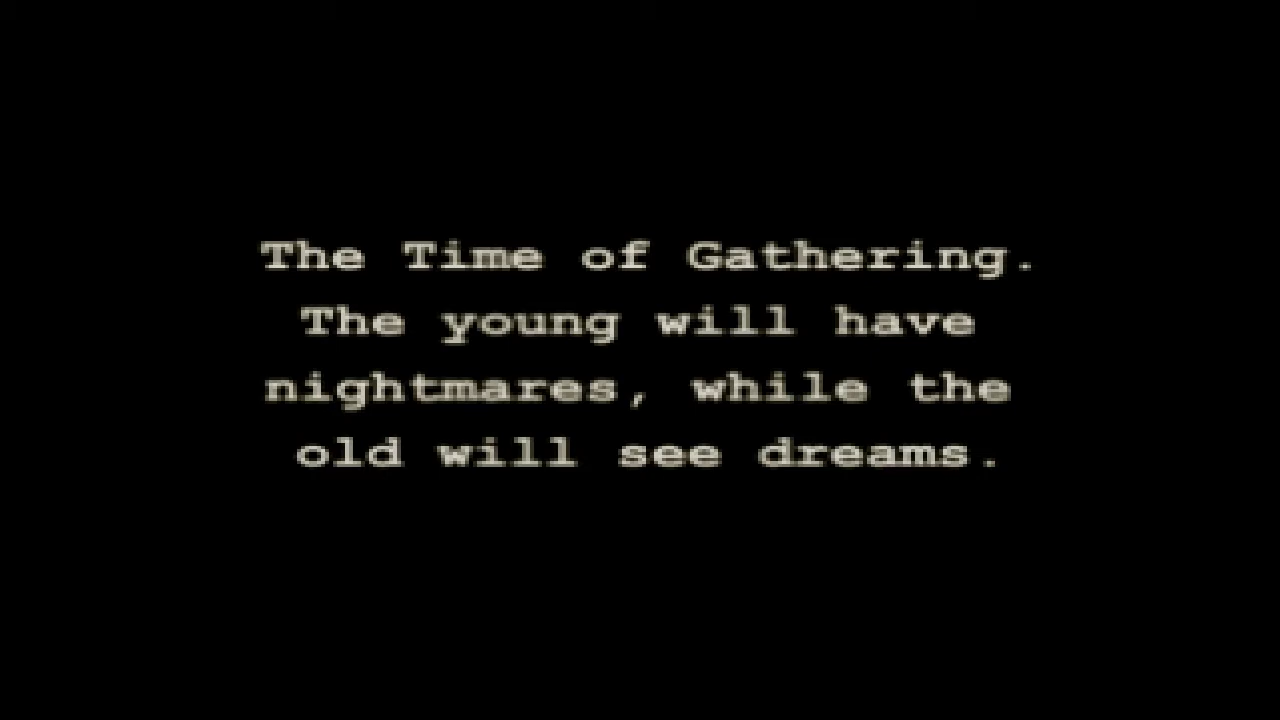 The Time of Gathering.
The young will have
nightmares, while the
old will see dreams.